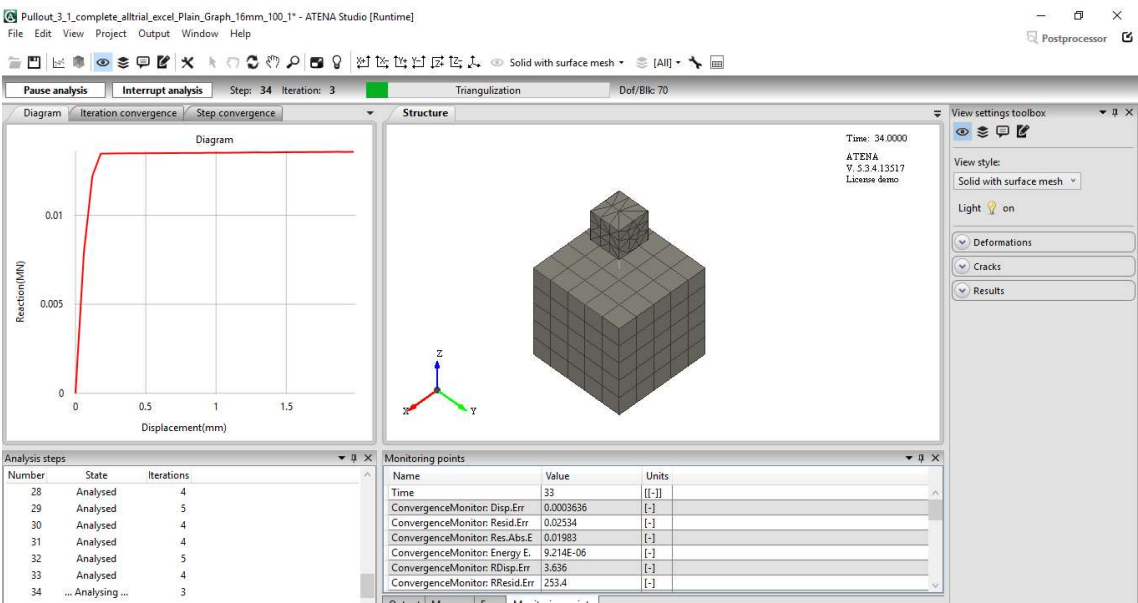 Pullout_3_1_complete_alltrial_excel_Plain_Graph_16mm_100_1* - ATENA Studio [Runtime]
File Edit View Project Output Window Help
Postprocessor
Solid with surface mesh
[All]
Pause analysis Interrupt analysis Step: 34 Iteration: 3 Triangulization Dof/Blk: 70
Diagram Iteration convergence Step convergence
Diagram
0.01
0.005
0
Reaction(MN)
0 0.5 1 1.5
Displacement(mm)
Structure
Time: 34.0000
ATENA
V. 5.3.4.13517
License demo
Z
X Y
View settings toolbox
View style:
Solid with surface mesh
Light on
Deformations
Cracks
Results
Analysis steps
Number State Iterations
28 Analysed 4
29 Analysed 5
30 Analysed 4
31 Analysed 4
32 Analysed 5
33 Analysed 4
34 ... Analysing ... 3
Monitoring points
Name Value Units
Time 33 [[-]]
ConvergenceMonitor: Disp.Err 0.0003636 [-]
ConvergenceMonitor: Resid.Err 0.02534 [-]
ConvergenceMonitor: Res.Abs.E 0.01983 [-]
ConvergenceMonitor: Energy E. 9.214E-06 [-]
ConvergenceMonitor: RDisp.Err 3.636 [-]
ConvergenceMonitor: RResid.Err 253.4 [-]